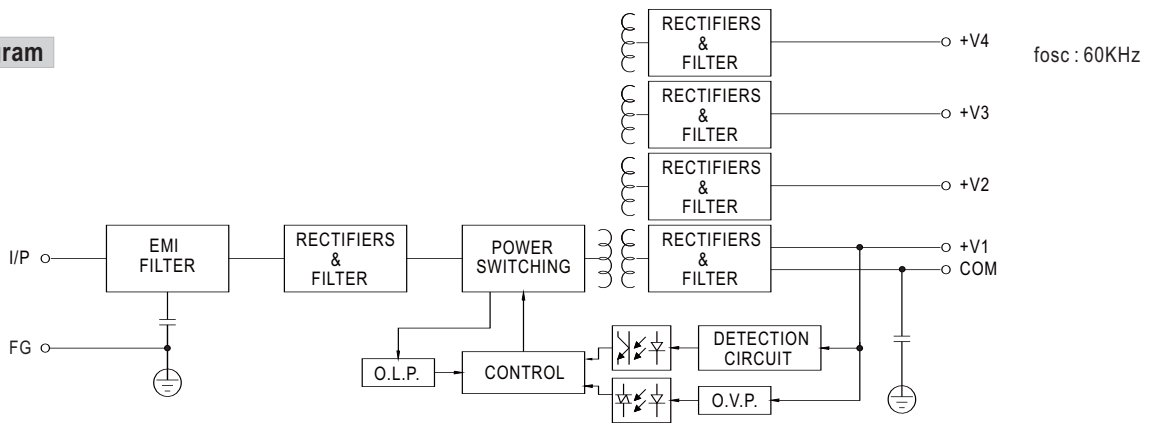 gram
RECTIFIERS
&
FILTER
+V4
fosc : 60KHz
RECTIFIERS
&
FILTER
+V3
RECTIFIERS
&
FILTER
+V2
I/P
EMI
FILTER
RECTIFIERS
&
FILTER
POWER
SWITCHING
RECTIFIERS
&
FILTER
+V1
COM
FG
O.L.P.
CONTROL
DETECTION
CIRCUIT
O.V.P.